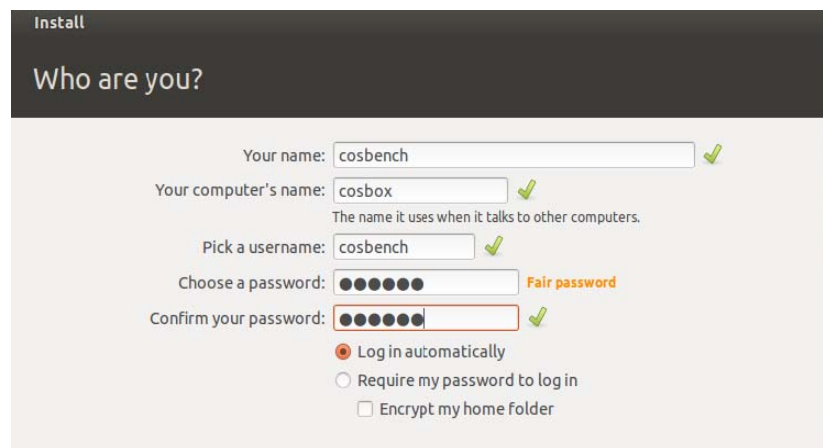 Install
Who are you?
Your name: cosbench
Your computer's name: cosbox
The name it uses when it talks to other computers.
Pick a username: cosbench
Choose a password: ●●●●●● Fair password
Confirm your password: ●●●●●●
Log in automatically
Require my password to log in
Encrypt my home folder